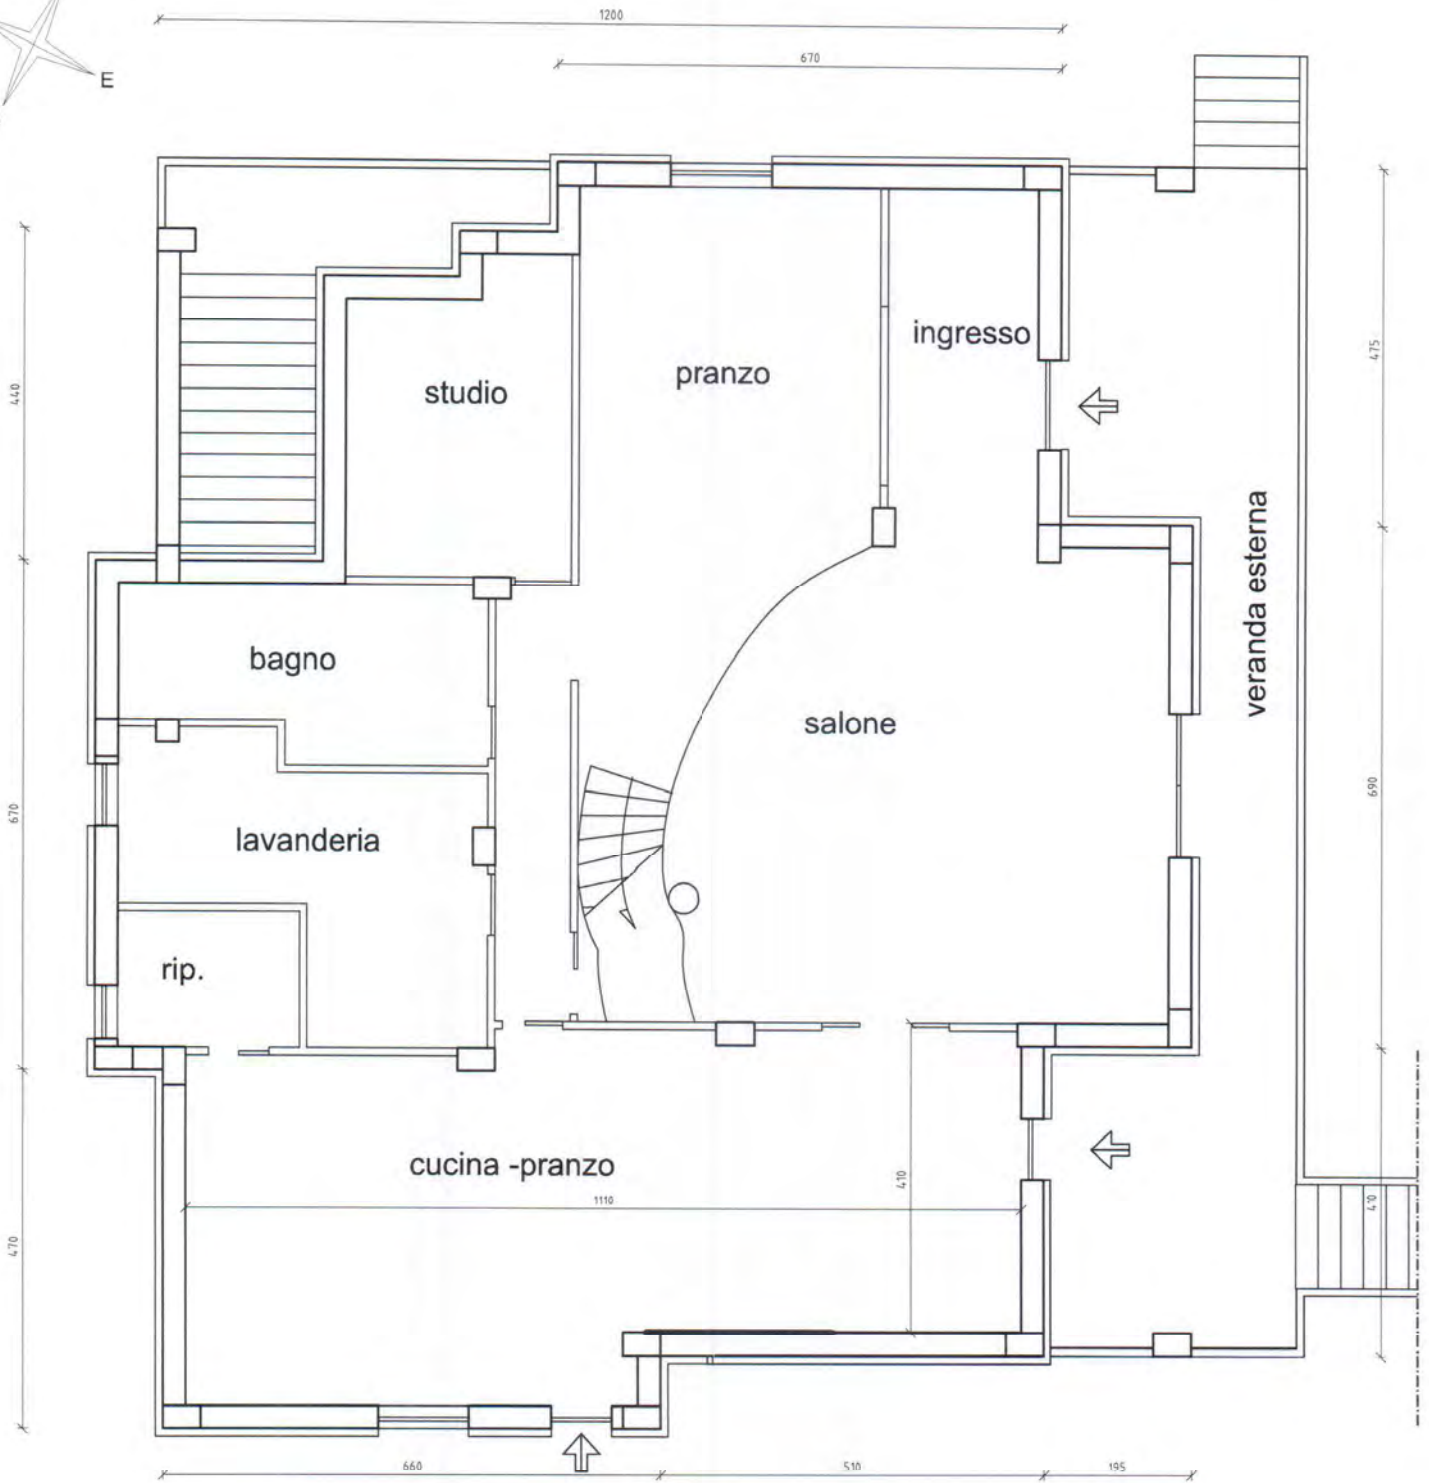 1200
670
E
ingresso
475
pranzo
440
studio
veranda esterna
bagno
salone
690
670
lavanderia
rip.
cucina -pranzo
410
1110
410
470
660
510
195